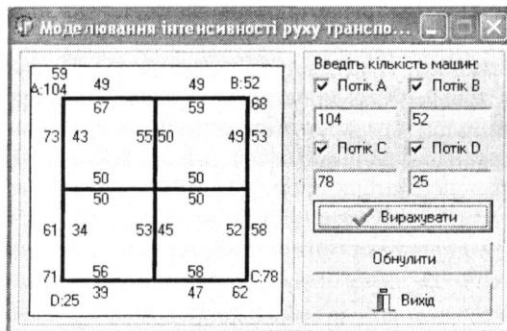 Моделювання інтенсивності руху транспо...
59
A:104 49 49 B:52
67 59 68
73 43 55 50 49 53
50 50
50 50
61 34 53 45 52 58
71 56 58 C:78
D:25 39 47 62
Введіть кількість машин:
Потік A Потік B
104 52
Потік C Потік D
78 25
Вирахувати
Обнулити
Вихід